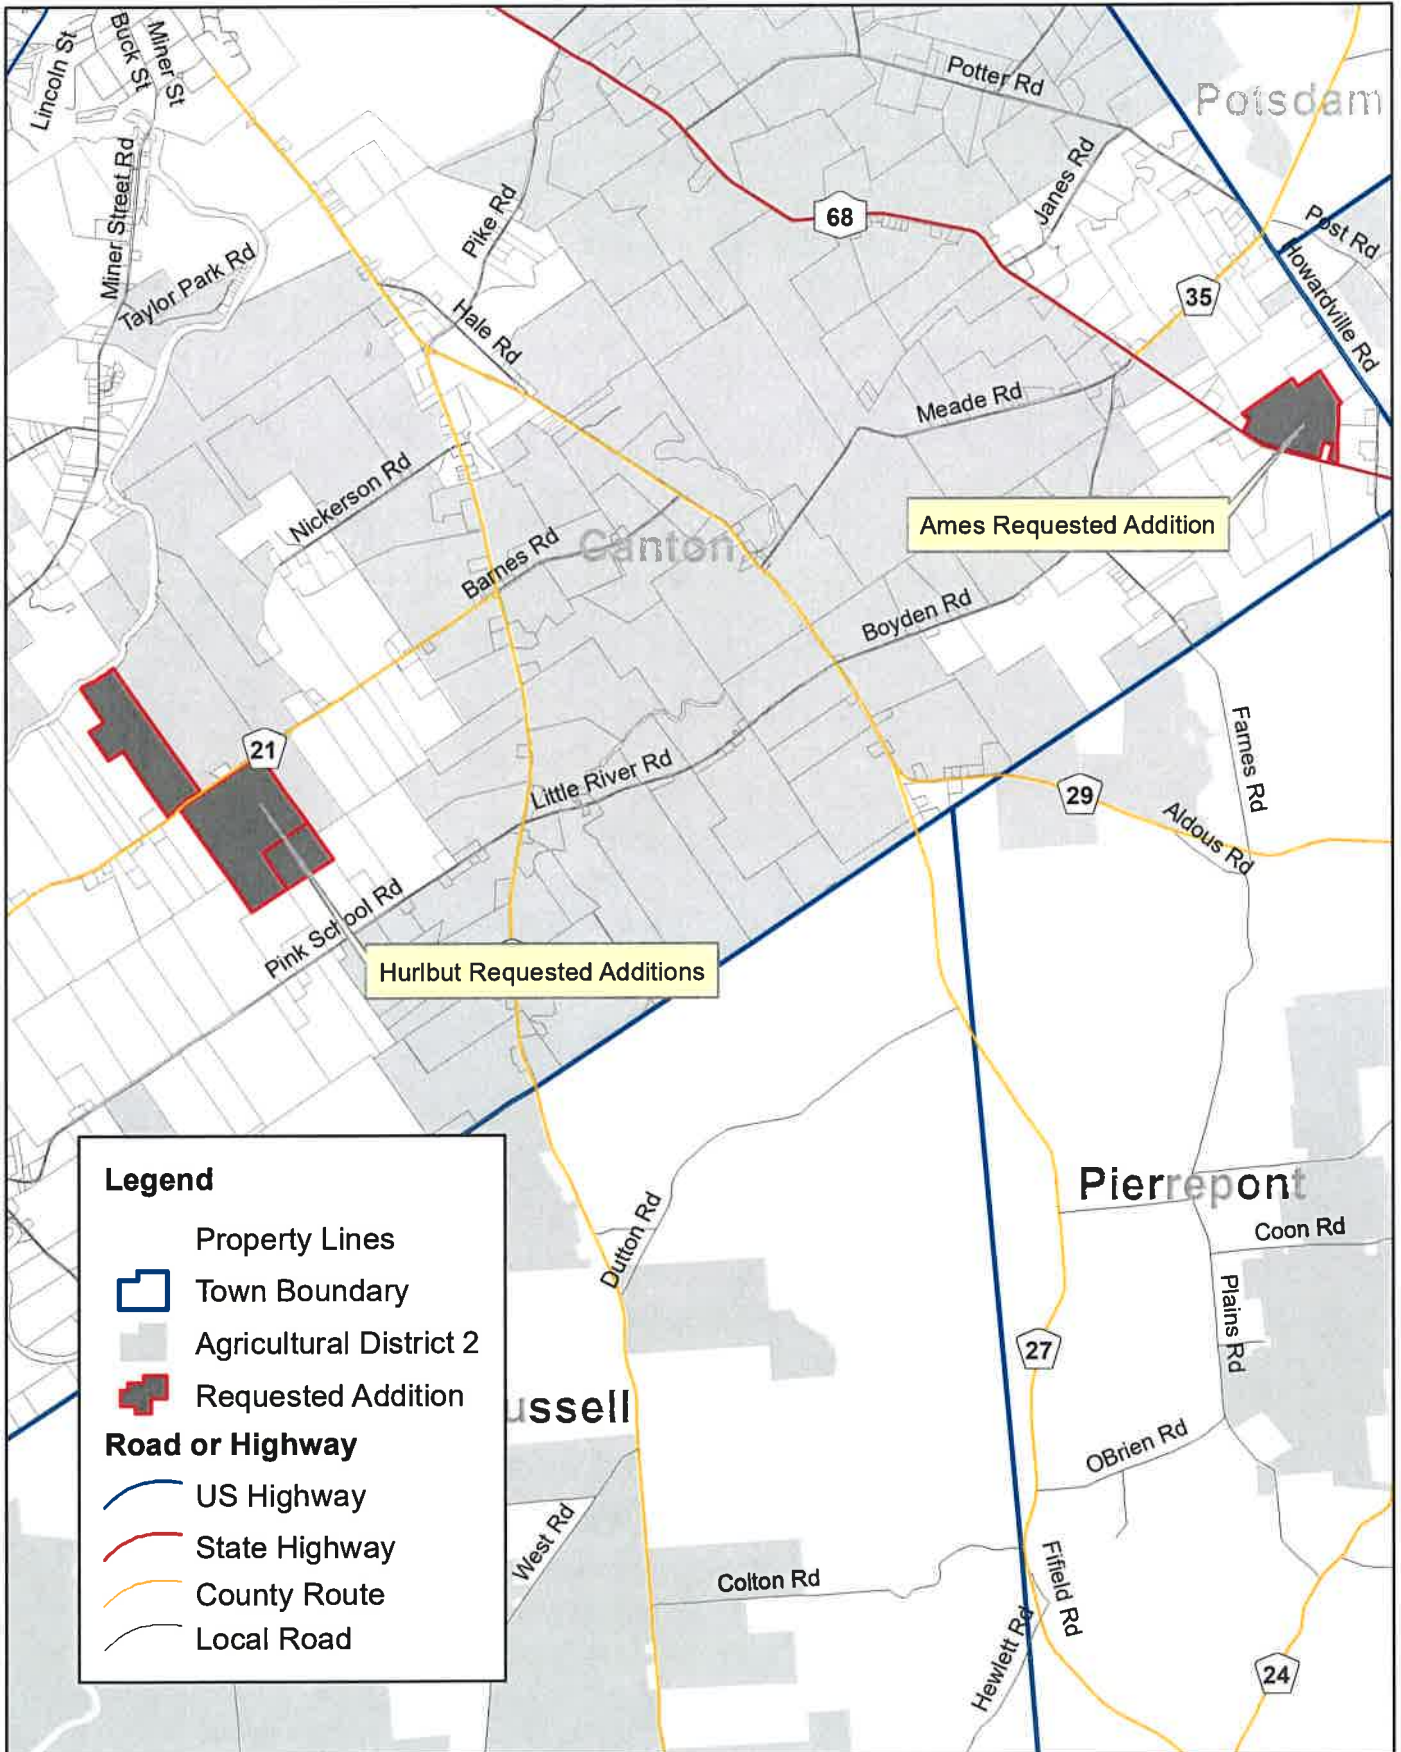 Lincoln St
Buck St
Miner St
Miner Street Rd
Taylor Park Rd
Pike Rd
Hale Rd
Potter Rd
Potsdam
Janes Rd
68
35
Post Rd
Howardville Rd
Meade Rd
Nickerson Rd
Barnes Rd
Canton
Ames Requested Addition
Boyden Rd
21
Little River Rd
Pink School Rd
Hurlbut Requested Additions
29
Aldous Rd
Farnes Rd
Pierrepont
Coon Rd
Plains Rd
Dutton Rd
27
ussell
OBrien Rd
West Rd
Colton Rd
Fifield Rd
Hewlett Rd
24
Legend
Property Lines
Town Boundary
Agricultural District 2
Requested Addition
Road or Highway
US Highway
State Highway
County Route
Local Road